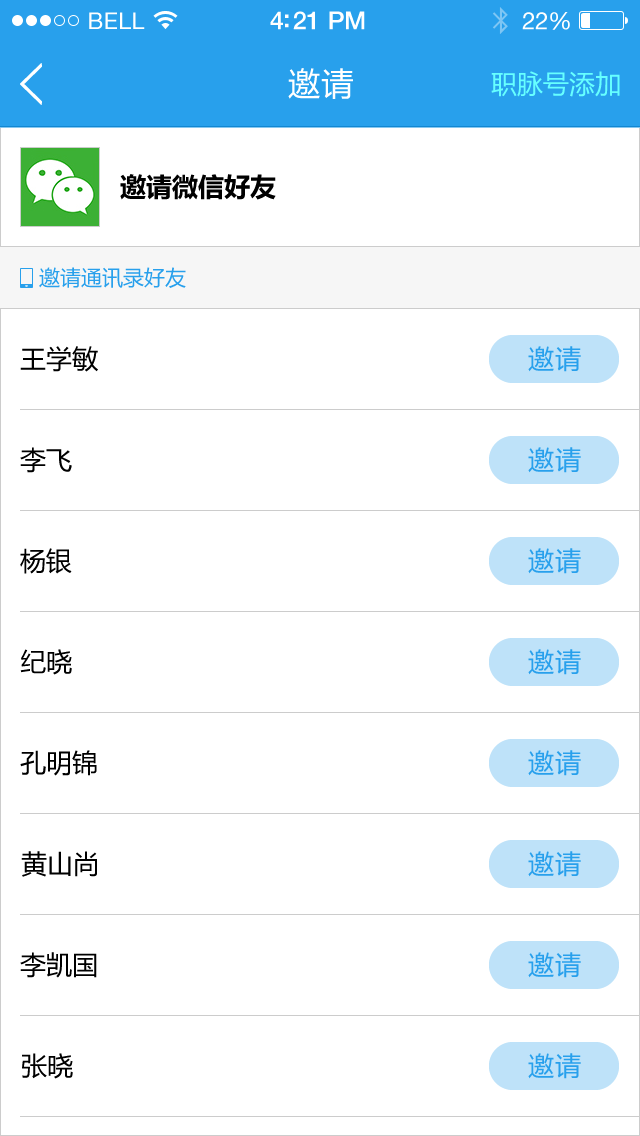 BELL 4:21 PM 22%
邀请 职脉号添加
邀请微信好友
邀请通讯录好友
王学敏 邀请
李飞 邀请
杨银 邀请
纪晓 邀请
孔明锦 邀请
黄山尚 邀请
李凯国 邀请
张晓 邀请